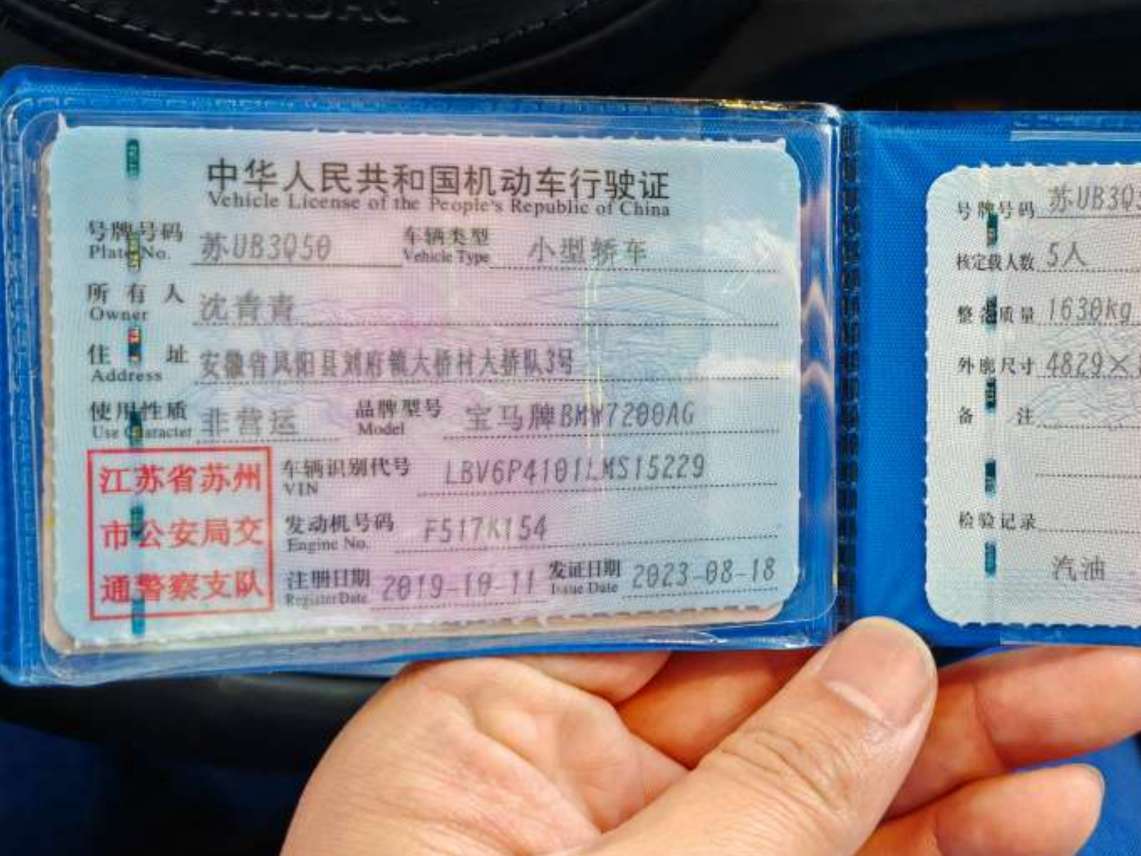 中华人民共和国机动车行驶证
Vehicle License of the People's Republic of China
号牌号码 苏UB3Q50 车辆类型 小型轿车
Plate No. Vehicle Type
所有人 沈青青
Owner
住址 安徽省凤阳县刘府镇大桥村大桥队3号
Address
使用性质 非营运 品牌型号 宝马牌BMW7200AG
Use Character Model
江苏省苏州
市公安局交
通警察支队
车辆识别代号 LBV6P4101LMS15229
VIN
发动机号码 F517K154
Engine No.
注册日期 2019-10-11 发证日期 2023-08-18
Register Date Issue Date
号牌号码 苏UB3Q
核定载人数 5人
整备质量 1630kg
外廓尺寸 4829×
备注
检验记录
汽油